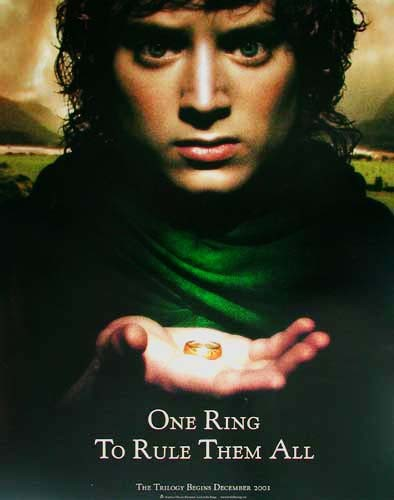 One Ring
To Rule Them All
The Trilogy Begins December 2001